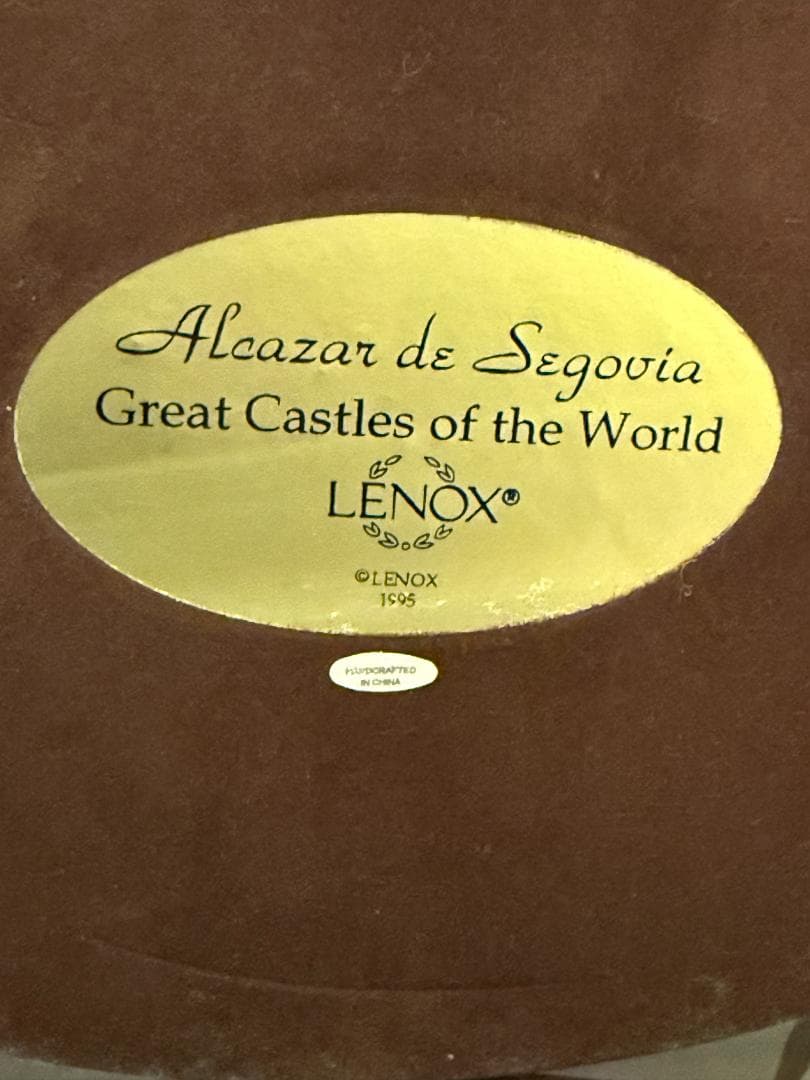 Alcazar de Segovia
Great Castles of the World
LENOX®
©LENOX
1995
HANDCRAFTED
IN CHINA